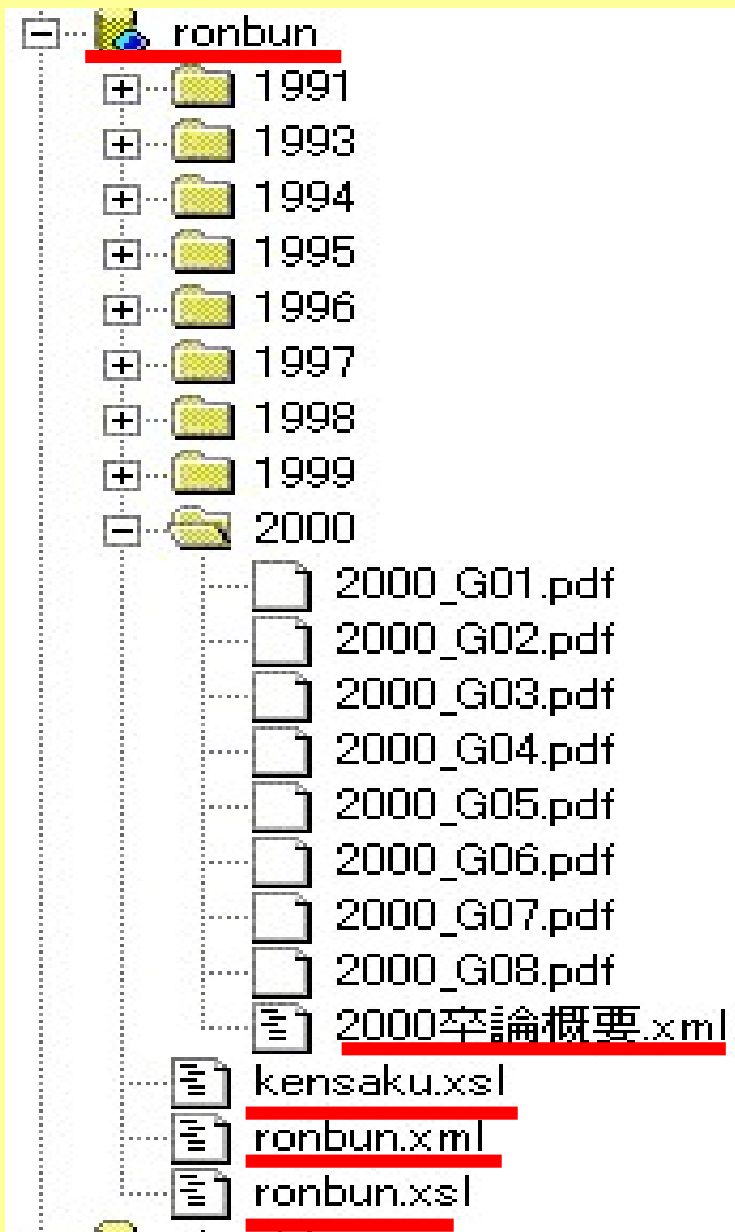 ronbun
1991
1993
1994
1995
1996
1997
1998
1999
2000
2000_G01.pdf
2000_G02.pdf
2000_G03.pdf
2000_G04.pdf
2000_G05.pdf
2000_G06.pdf
2000_G07.pdf
2000_G08.pdf
2000卒論概要.xml
kensaku.xsl
ronbun.xml
ronbun.xsl